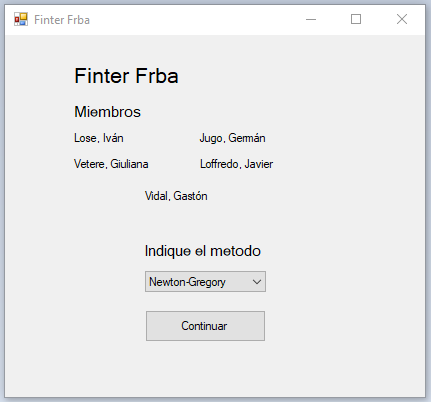 Finter Frba
Finter Frba
Miembros
Lose, Iván Jugo, Germán
Vetere, Giuliana Loffredo, Javier
Vidal, Gastón
Indique el metodo
Newton-Gregory
Continuar